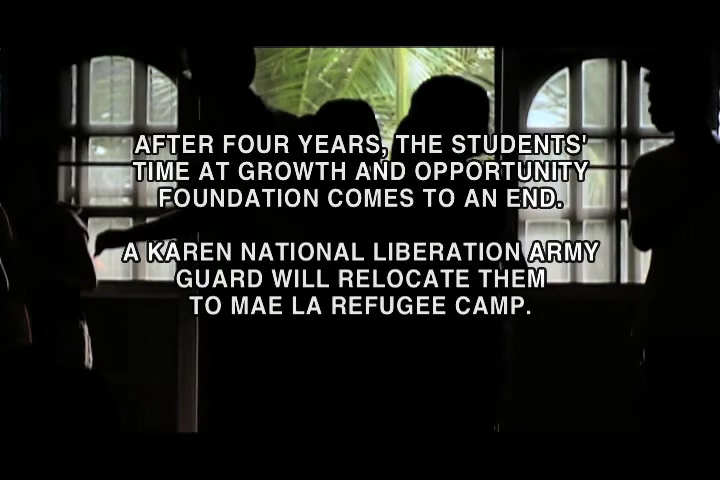 AFTER FOUR YEARS, THE STUDENTS'
TIME AT GROWTH AND OPPORTUNITY
FOUNDATION COMES TO AN END.
A KAREN NATIONAL LIBERATION ARMY
GUARD WILL RELOCATE THEM
TO MAE LA REFUGEE CAMP.